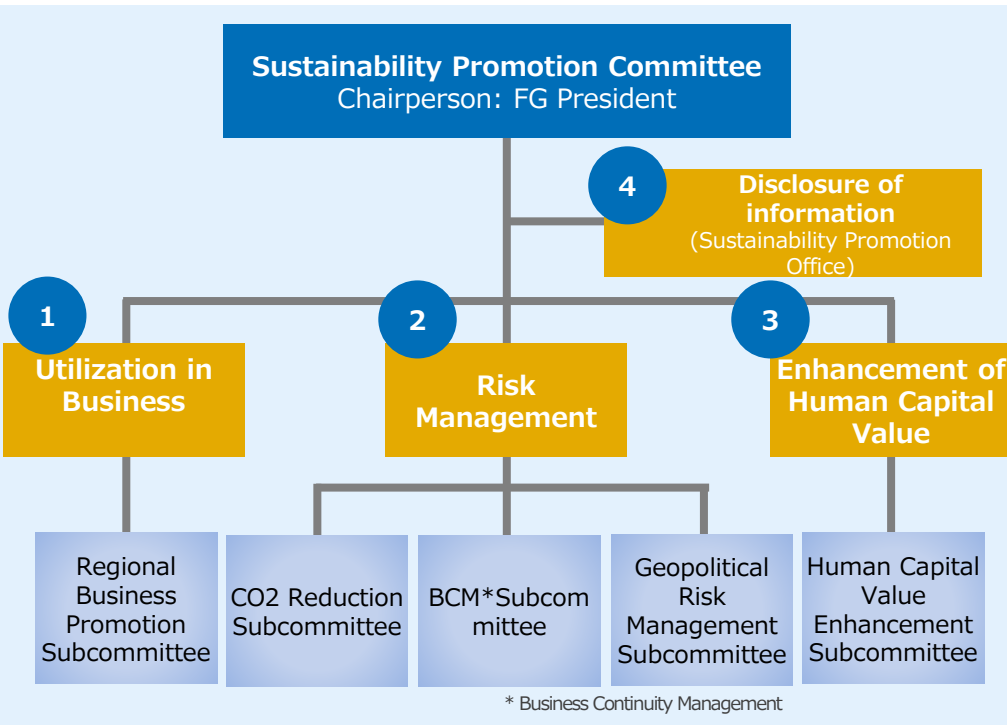 Sustainability Promotion Committee
Chairperson: FG President
4
Disclosure of
information
(Sustainability Promotion
Office)
1
Utilization in
Business
2
Risk
Management
3
Enhancement of
Human Capital
Value
Regional
Business
Promotion
Subcommittee
CO2 Reduction
Subcommittee
BCM*Subcom
mittee
Geopolitical
Risk
Management
Subcommittee
Human Capital
Value
Enhancement
Subcommittee
* Business Continuity Management